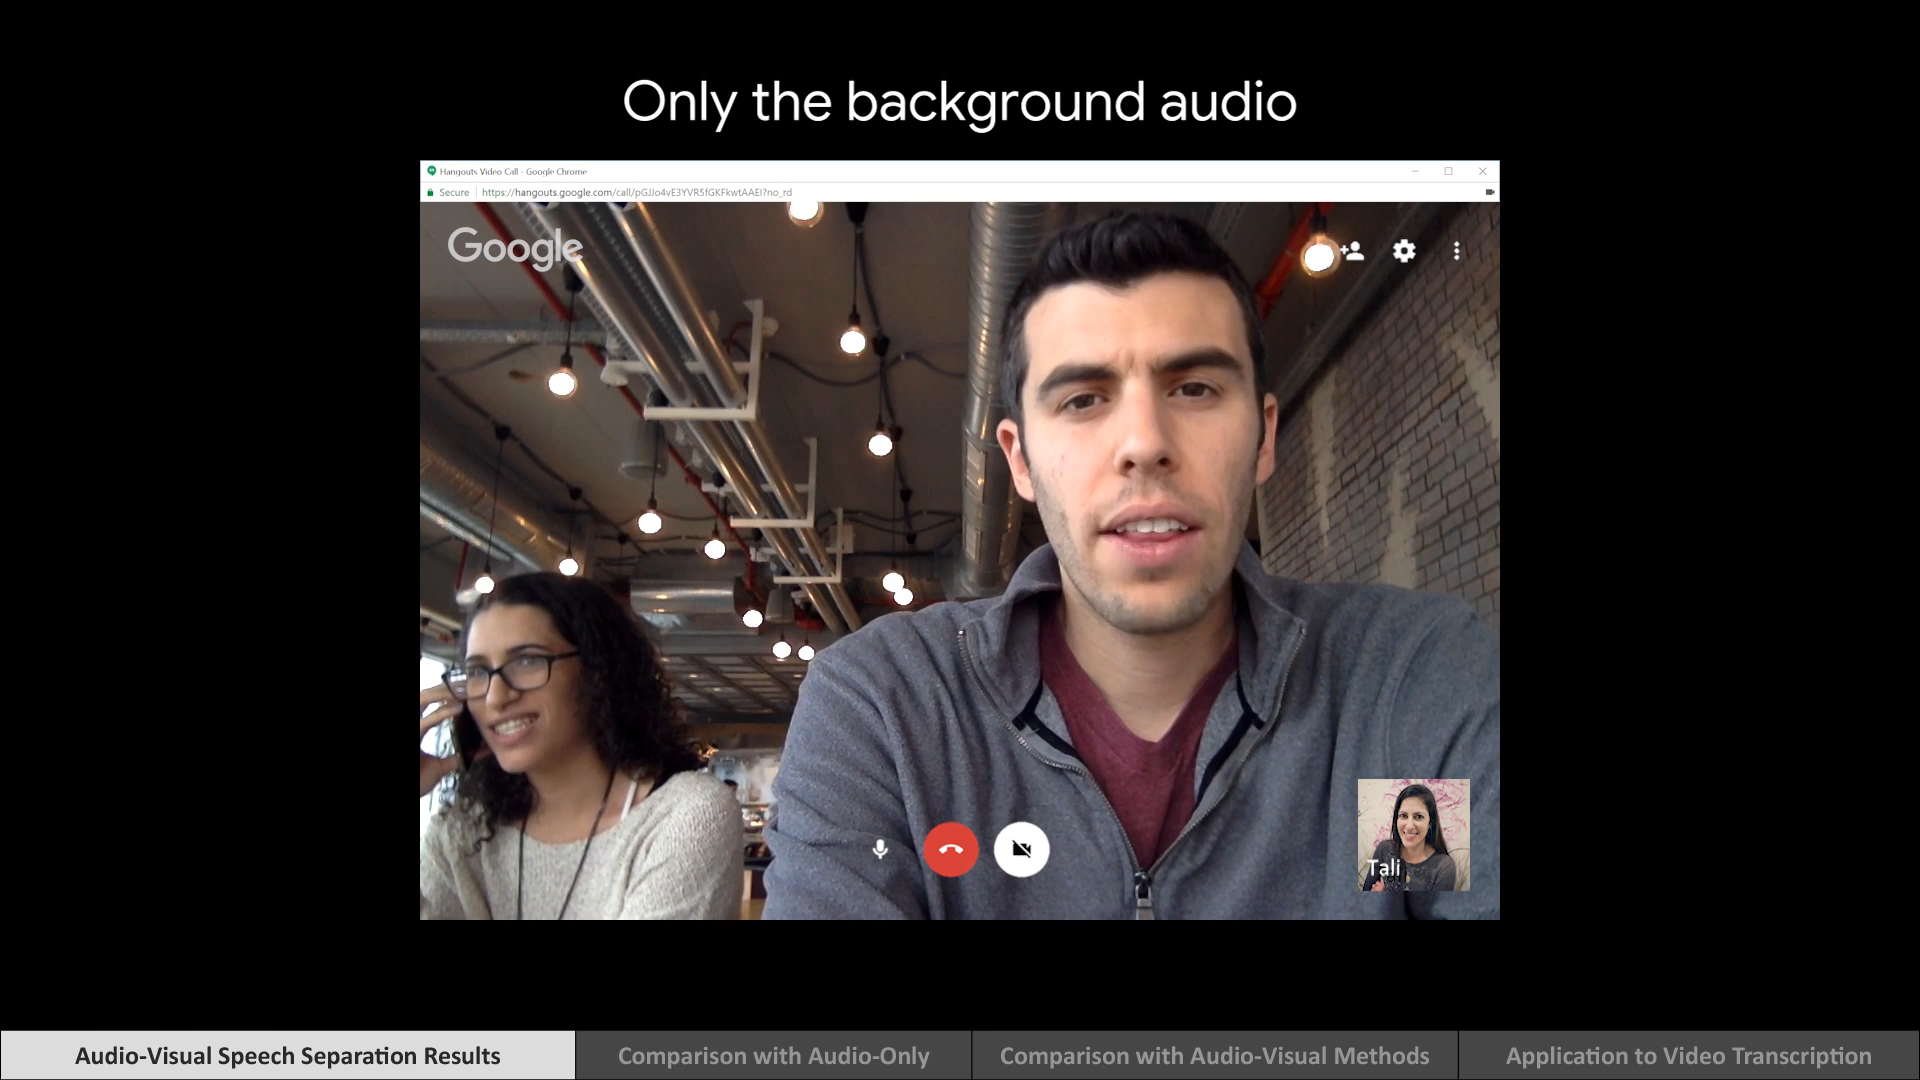 Only the background audio
Hangouts Video Call - Google Chrome
Secure https://hangouts.google.com/call/pGJJo4vE3YVR5fGKFkwtAAEI?no_rd
Google
Tali
Audio-Visual Speech Separation Results
Comparison with Audio-Only
Comparison with Audio-Visual Methods
Application to Video Transcription